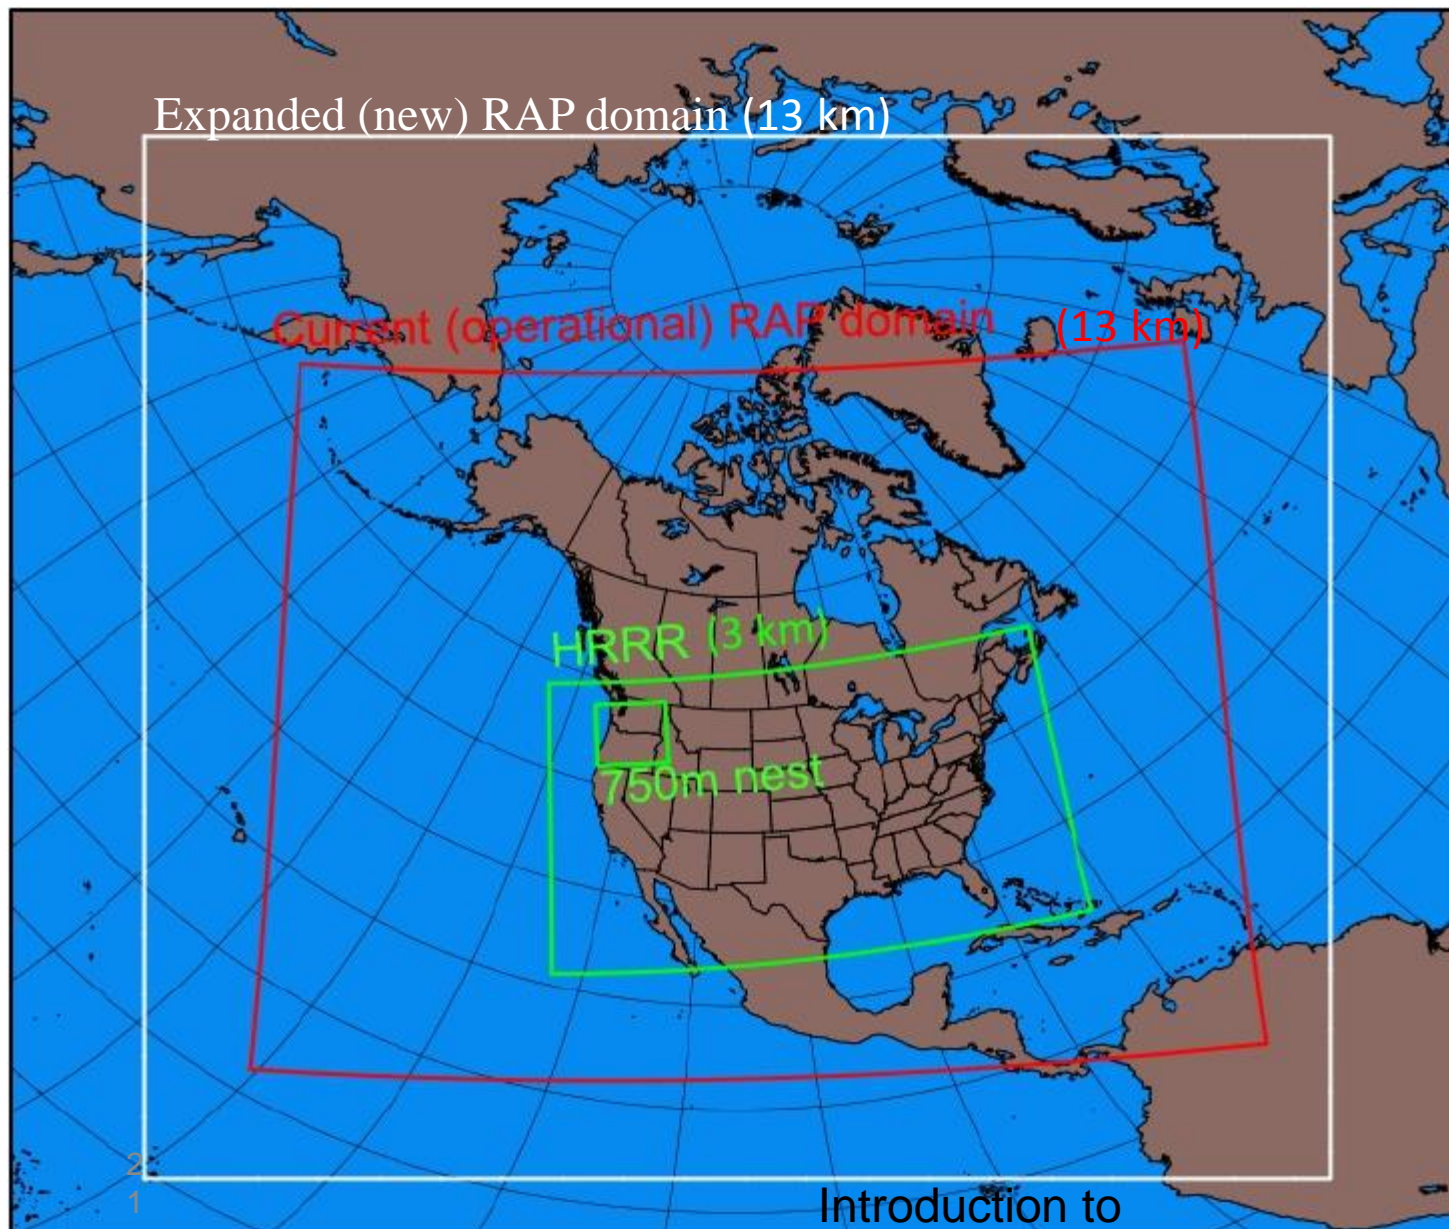 Expanded (new) RAP domain (13 km)
Current (operational) RAP domain (13 km)
HRRR (3 km)
750m nest
2
1
Introduction to